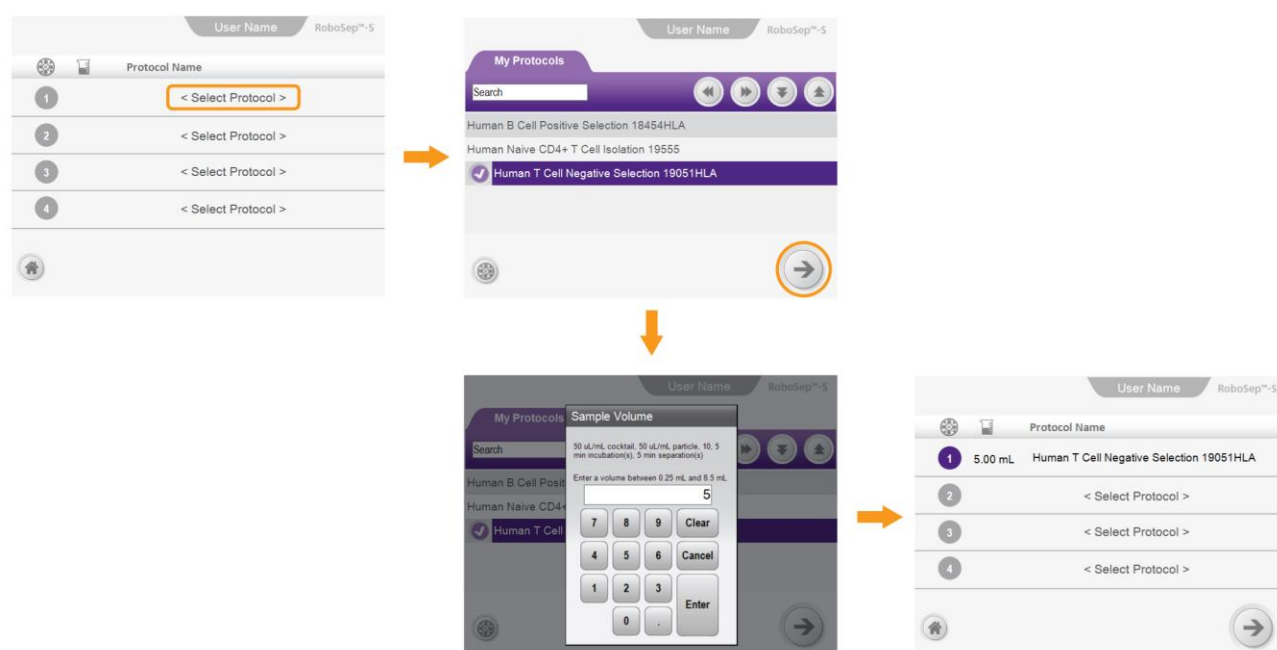 User Name RoboSep™-S
Protocol Name
1 < Select Protocol >
2 < Select Protocol >
3 < Select Protocol >
4 < Select Protocol >
User Name RoboSep™-S
My Protocols
Search
Human B Cell Positive Selection 18454HLA
Human Naive CD4+ T Cell Isolation 19555
Human T Cell Negative Selection 19051HLA
User Name RoboSep™-S
My Protocols
Search
Human B Cell Posit
Human Naive CD4+
Human T Cell
Sample Volume
50 uL/mL cocktail, 50 uL/mL particle, 10, 5
min incubation(s), 5 min separation(s)
Enter a volume between 0.25 mL and 8.5 mL
5
7 8 9 Clear
4 5 6 Cancel
1 2 3
Enter
0 .
User Name RoboSep™-S
Protocol Name
1 5.00 mL Human T Cell Negative Selection 19051HLA
2 < Select Protocol >
3 < Select Protocol >
4 < Select Protocol >